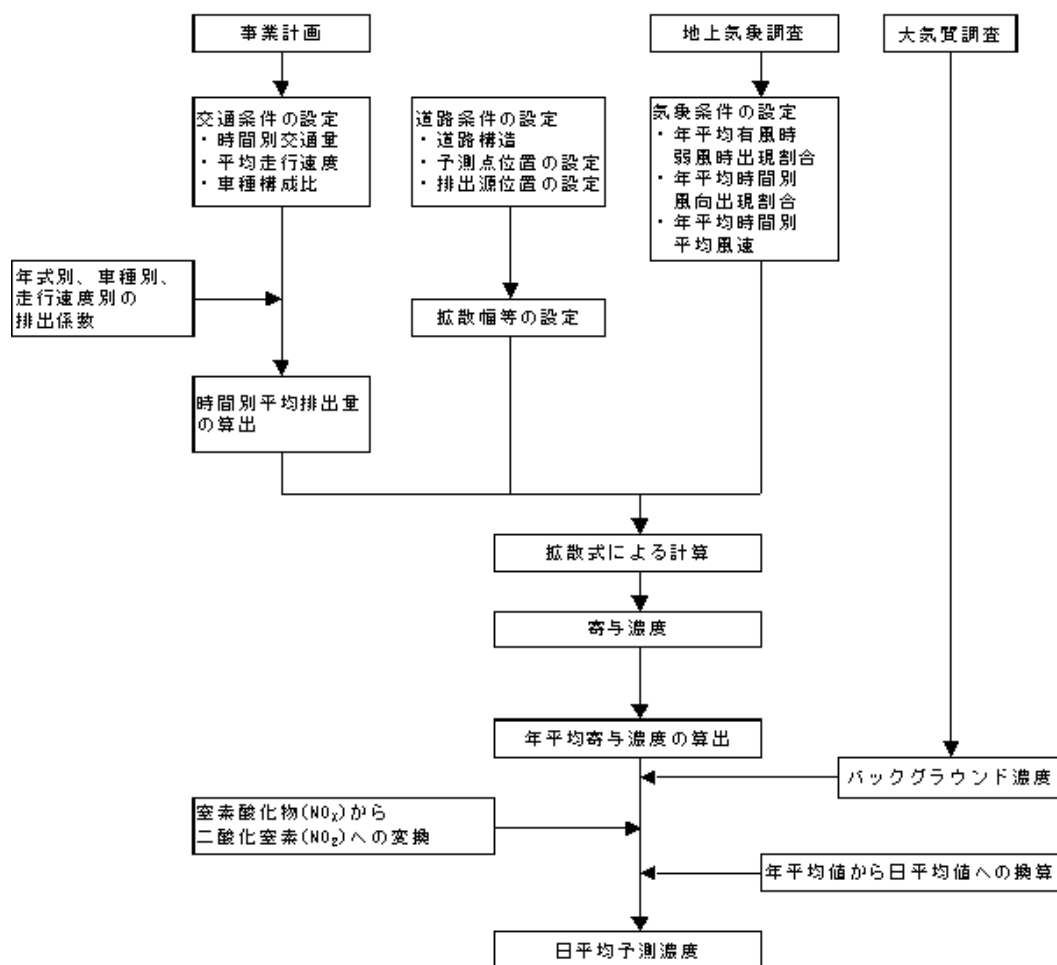 事業計画
地上気象調査
大気質調査
交通条件の設定
・時間別交通量
・平均走行速度
・車種構成比
道路条件の設定
・道路構造
・予測点位置の設定
・排出源位置の設定
気象条件の設定
・年平均有風時
弱風時出現割合
・年平均時間別
風向出現割合
・年平均時間別
平均風速
年式別、車種別、
走行速度別の
排出係数
拡散幅等の設定
時間別平均排出量
の算出
拡散式による計算
寄与濃度
年平均寄与濃度の算出
バックグラウンド濃度
窒素酸化物(NOX)から
二酸化窒素(NO2)への変換
年平均値から日平均値への換算
日平均予測濃度